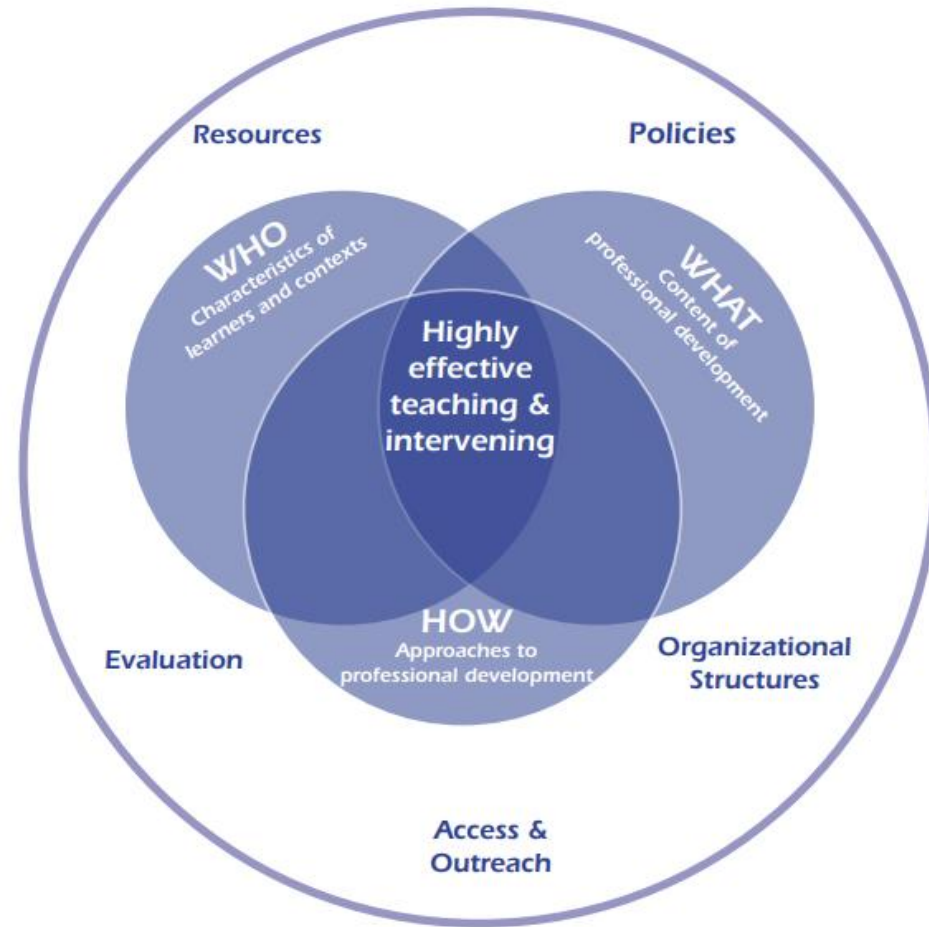 Resources
Policies
WHO
Characteristics of
learners and contexts
WHAT
Content of
professional development
Highly
effective
teaching &
intervening
HOW
Approaches to
professional development
Evaluation
Organizational
Structures
Access &
Outreach